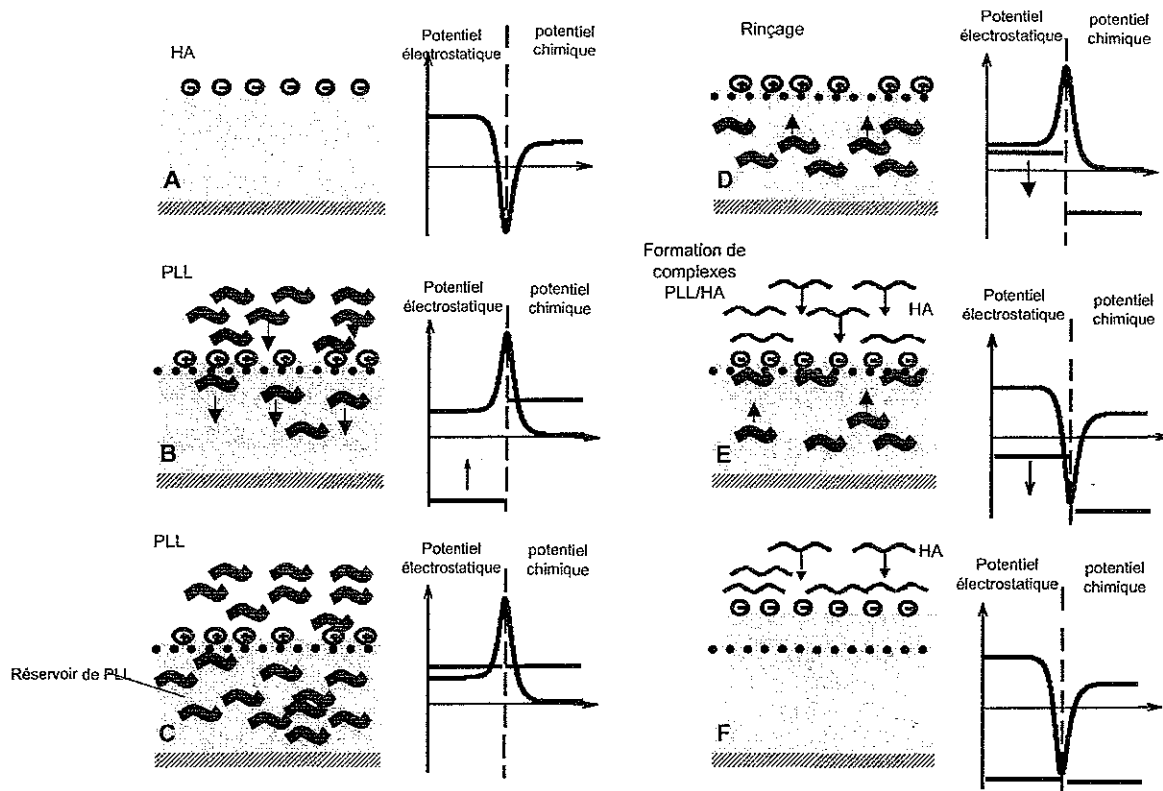 HA
Potentiel
électrostatique
potentiel
chimique
A
PLL
Potentiel
électrostatique
potentiel
chimique
B
PLL
Potentiel
électrostatique
potentiel
chimique
Réservoir de PLL
C
Rinçage
Potentiel
électrostatique
potentiel
chimique
D
Formation de
complexes
PLL/HA
HA
Potentiel
électrostatique
potentiel
chimique
E
HA
Potentiel
électrostatique
potentiel
chimique
F